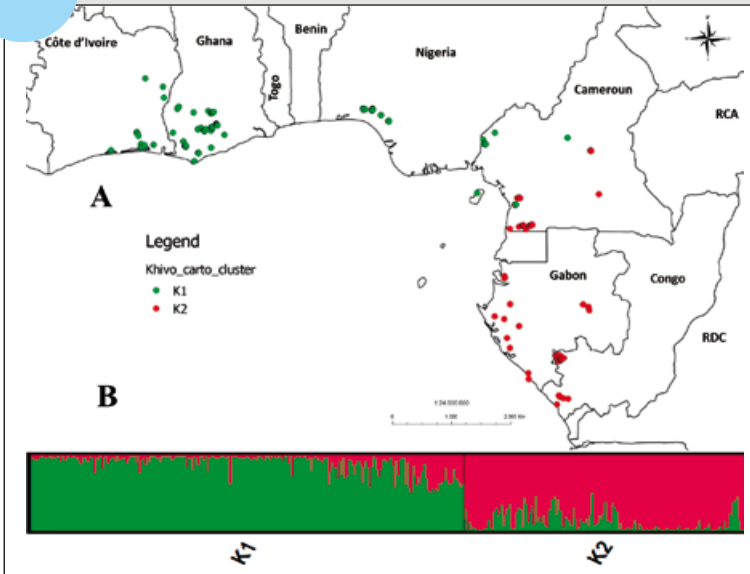 Côte d'Ivoire
Ghana
Togo
Benin
Nigeria
Cameroun
RCA
A
Legend
Khivo_carto_cluster
K1
K2
Gabon
Congo
RDC
B
K1
K2